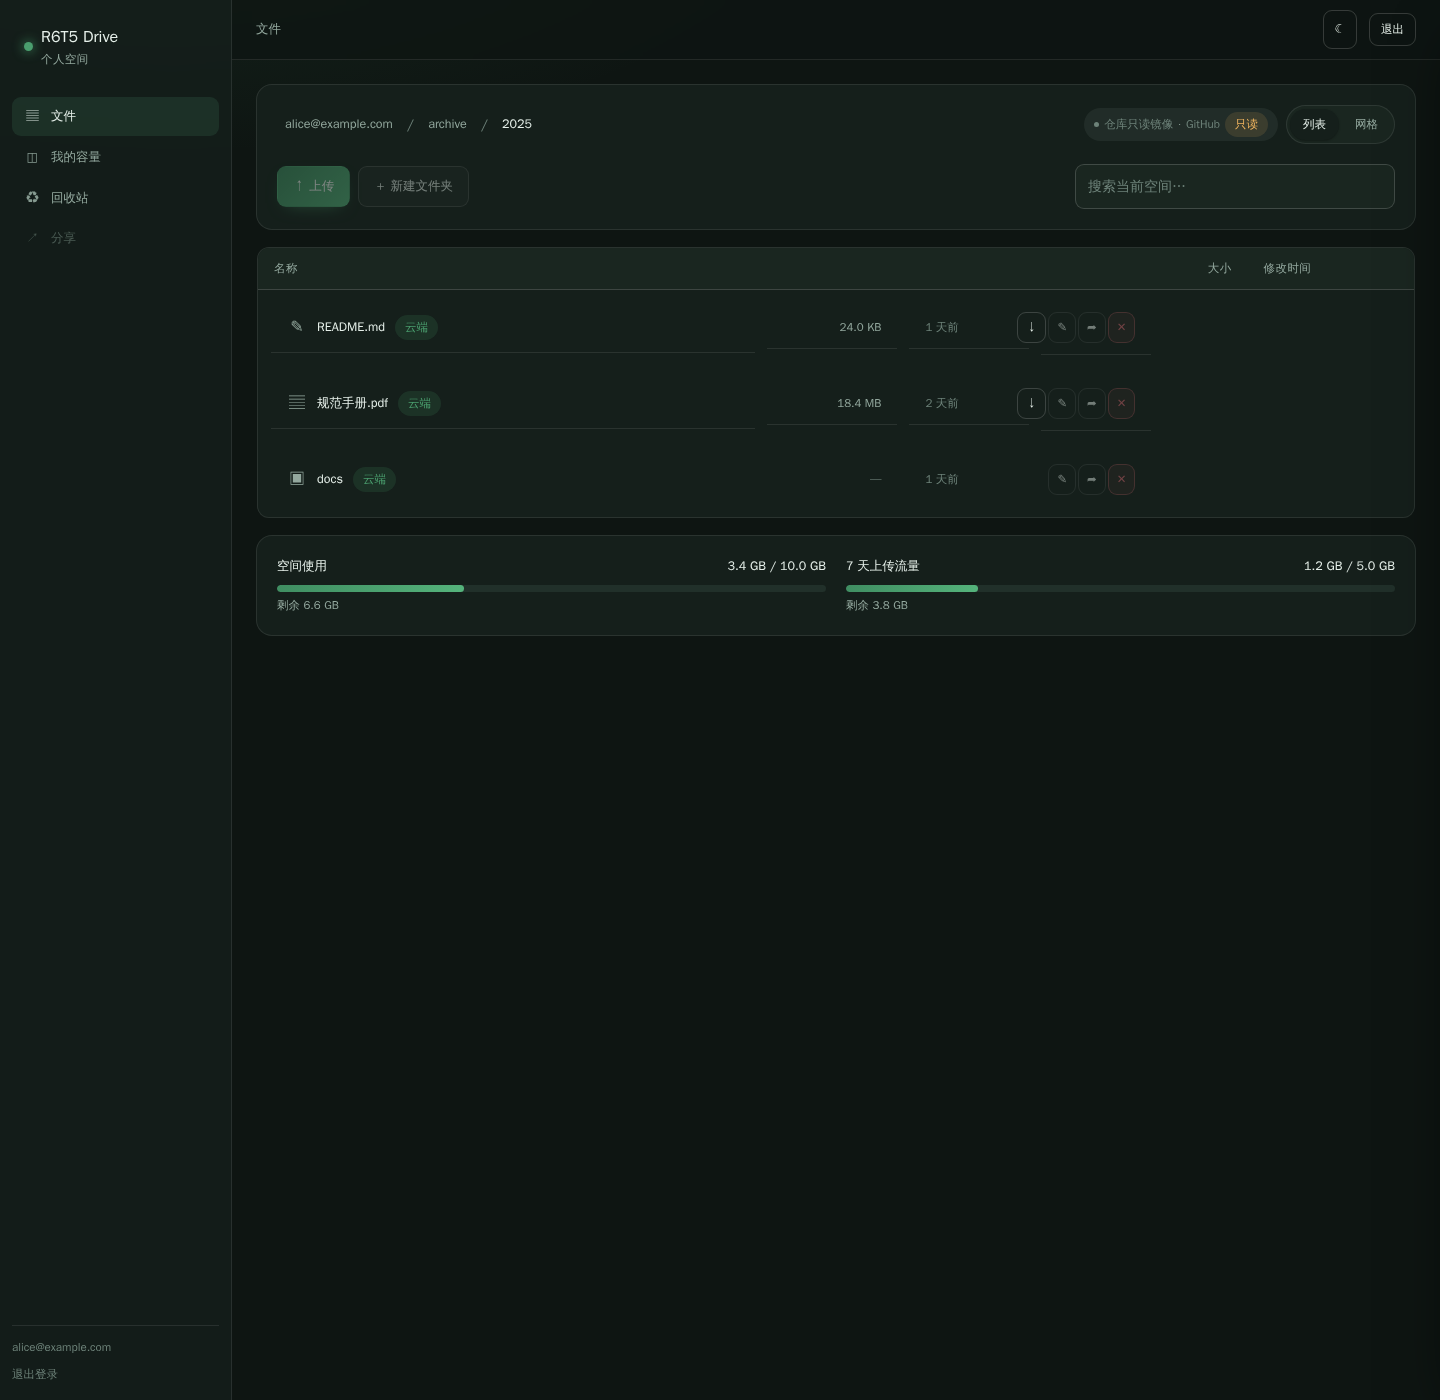 R6T5 Drive
个人空间
文件
我的容量
回收站
分享
alice@example.com
退出登录
文件
退出
alice@example.com / archive / 2025
仓库只读镜像 · GitHub 只读
列表 网格
↑ 上传
+ 新建文件夹
搜索当前空间…
名称 大小 修改时间
README.md 云端 24.0 KB 1 天前
规范手册.pdf 云端 18.4 MB 2 天前
docs 云端 — 1 天前
空间使用 3.4 GB / 10.0 GB
剩余 6.6 GB
7 天上传流量 1.2 GB / 5.0 GB
剩余 3.8 GB